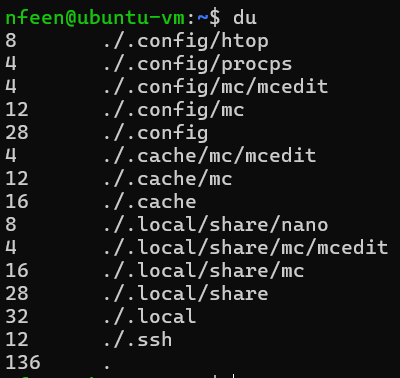 nfeen@ubuntu-vm:~$ du
8       ./.config/htop
4       ./.config/procps
4       ./.config/mc/mcedit
12      ./.config/mc
28      ./.config
4       ./.cache/mc/mcedit
12      ./.cache/mc
16      ./.cache
8       ./.local/share/nano
4       ./.local/share/mc/mcedit
16      ./.local/share/mc
28      ./.local/share
32      ./.local
12      ./.ssh
136     .